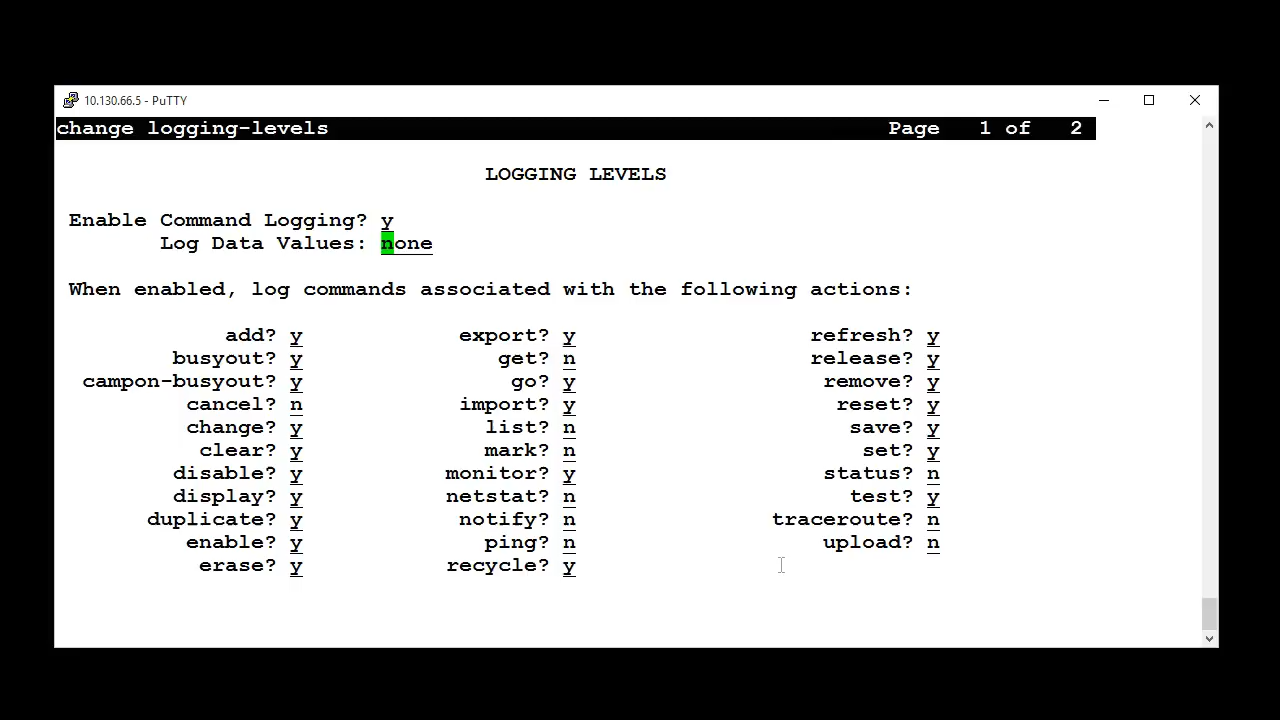 10.130.66.5 - PuTTY
change logging-levels Page 1 of 2
LOGGING LEVELS
Enable Command Logging? y
Log Data Values: none
When enabled, log commands associated with the following actions:
add? y export? y refresh? y
busyout? y get? n release? y
campon-busyout? y go? y remove? y
cancel? n import? y reset? y
change? y list? n save? y
clear? y mark? n set? y
disable? y monitor? y status? n
display? y netstat? n test? y
duplicate? y notify? n traceroute? n
enable? y ping? n upload? n
erase? y recycle? y